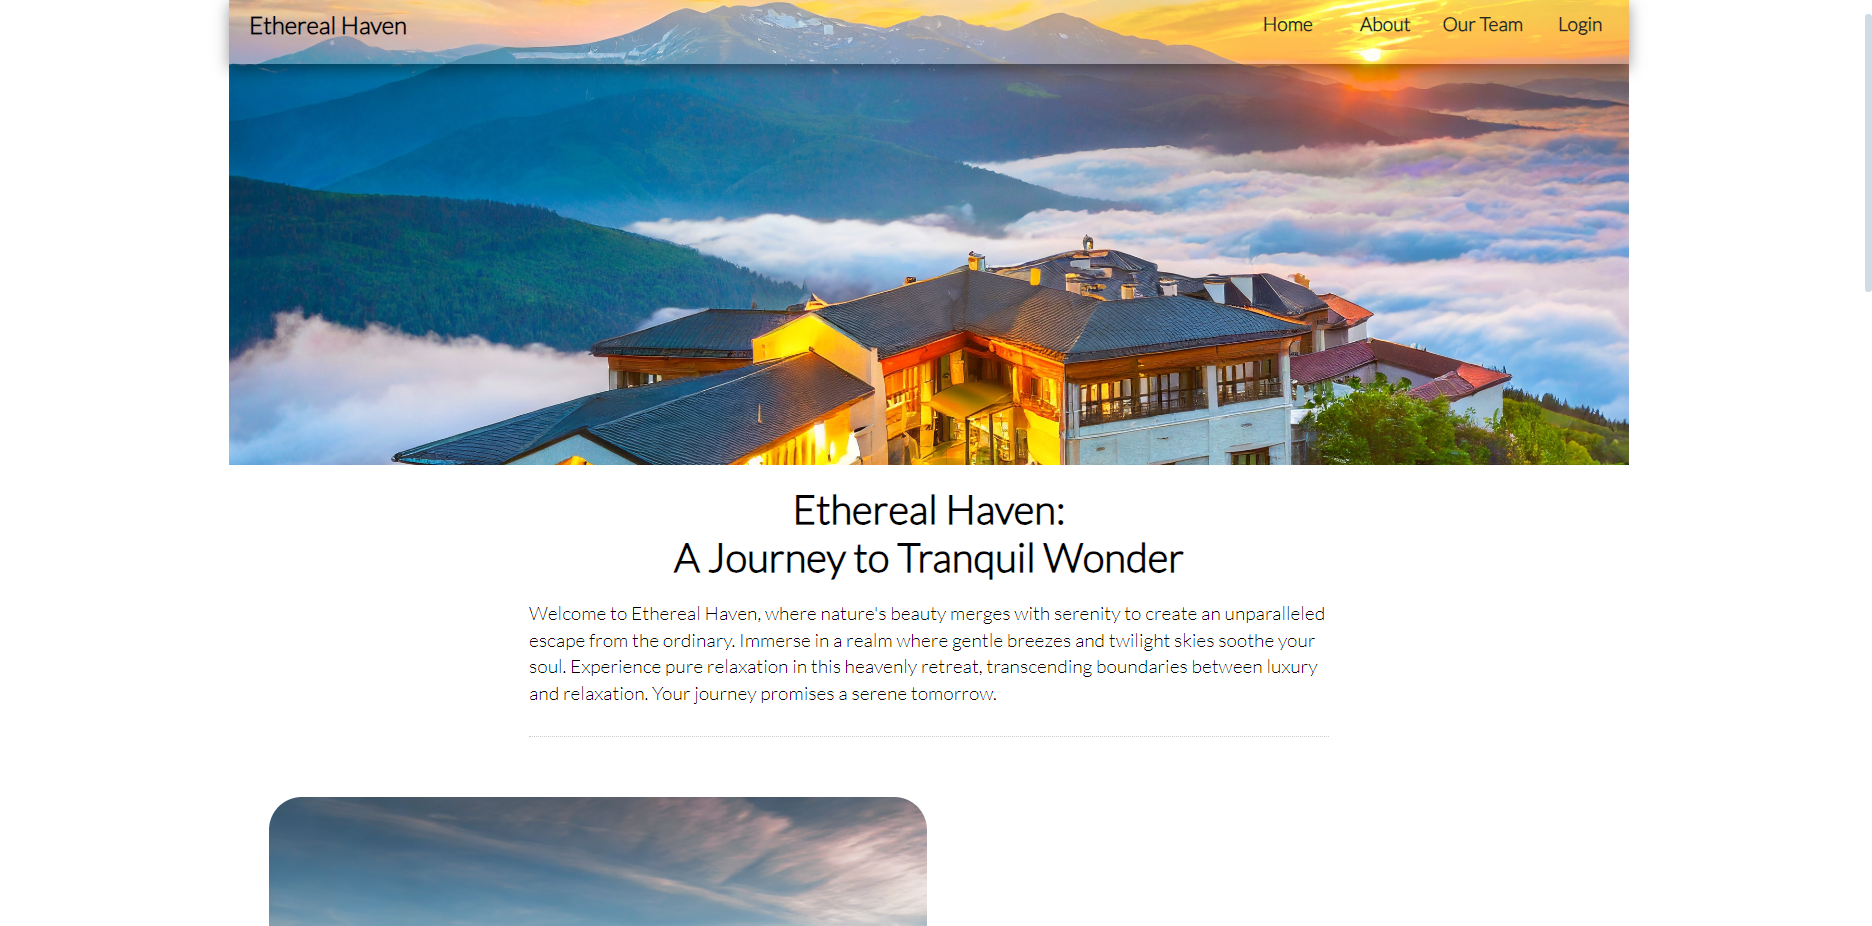 Ethereal Haven
Home About Our Team Login
Ethereal Haven:
A Journey to Tranquil Wonder
Welcome to Ethereal Haven, where nature's beauty merges with serenity to create an unparalleled
escape from the ordinary. Immerse in a realm where gentle breezes and twilight skies soothe your
soul. Experience pure relaxation in this heavenly retreat, transcending boundaries between luxury
and relaxation. Your journey promises a serene tomorrow.